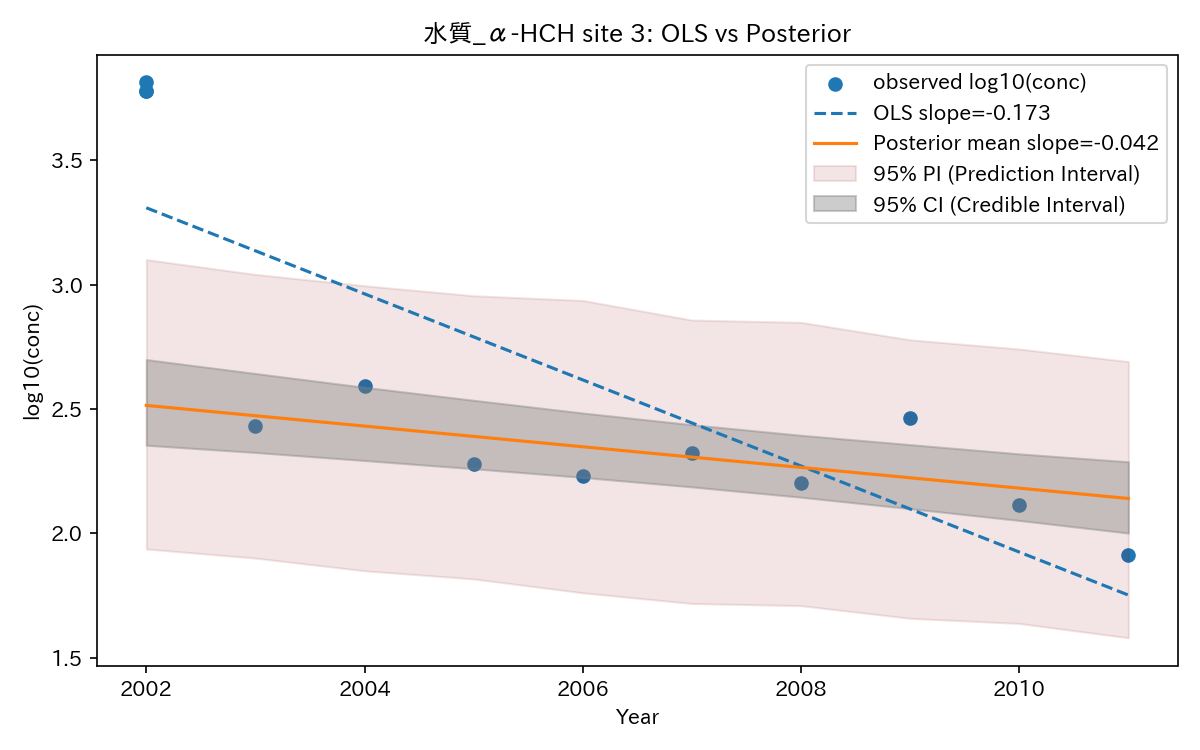 水質_α-HCH site 3: OLS vs Posterior
observed log10(conc)
OLS slope=-0.173
Posterior mean slope=-0.042
95% PI (Prediction Interval)
95% CI (Credible Interval)
log10(conc)
3.5
3.0
2.5
2.0
1.5
2002
2004
2006
2008
2010
Year